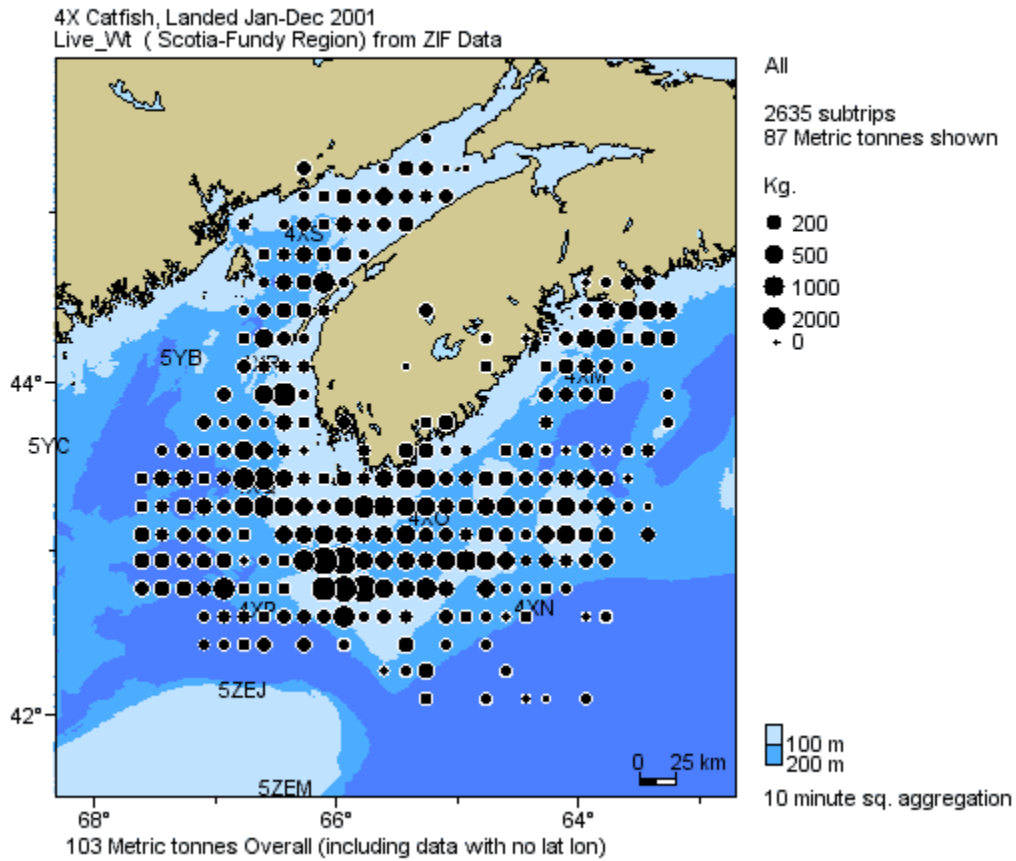 4X Catfish, Landed Jan-Dec 2001
Live_Wt ( Scotia-Fundy Region) from ZIF Data
All
2635 subtrips
87 Metric tonnes shown
Kg.
200
500
1000
2000
0
4XS
5YB
4XM
44°
5YC
4XO
4XP
4XN
5ZEJ
42°
5ZEM
0 25 km
100 m
200 m
10 minute sq. aggregation
68° 66° 64°
103 Metric tonnes Overall (including data with no lat lon)